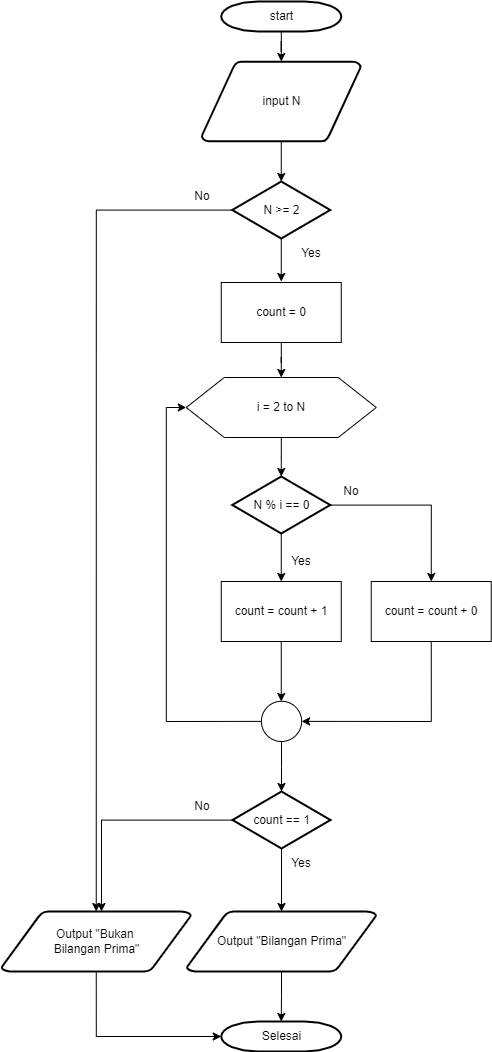 start
input N
No
N >= 2
Yes
count = 0
i = 2 to N
No
N % i == 0
Yes
count = count + 1
count = count + 0
No
count == 1
Yes
Output "Bukan
Bilangan Prima"
Output "Bilangan Prima"
Selesai